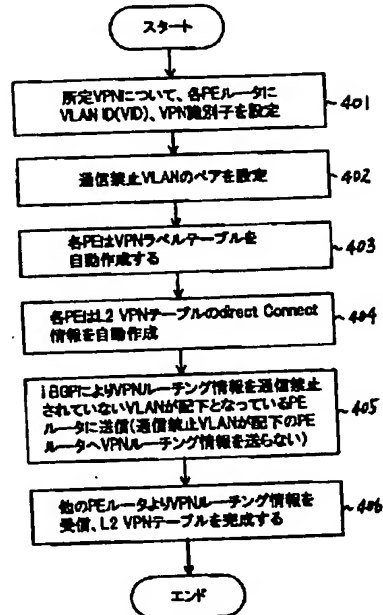 スタート
所定VPNについて、各PEルータに
VLAN ID(VID)、VPN識別子を設定
401
通信禁止VLANのペアを設定
402
各PEはVPNラベルテーブルを
自動作成する
403
各PEはL2 VPNテーブルのdirect Connect
情報を自動作成
404
iBGPによりVPNルーチング情報を通信禁止
されていないVLANが配下となっているPE
ルータに送信(通信禁止VLANが配下のPE
ルータへVPNルーチング情報を送らない)
405
他のPEルータよりVPNルーチング情報を
受信、L2 VPNテーブルを完成する
406
エンド